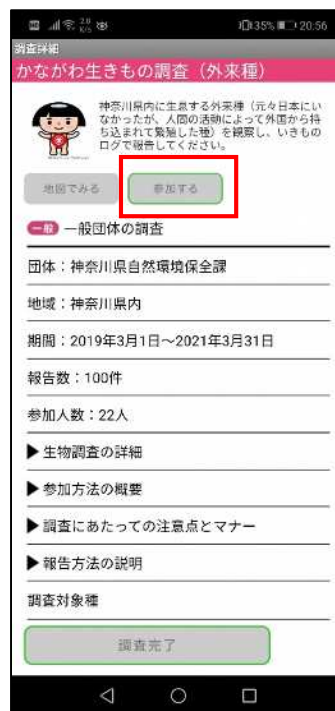 2.0 K/s 35% 20:56
調査詳細
かながわ生きもの調査(外来種)
神奈川県内に生息する外来種(元々日本にい
なかったが、人間の活動によって外国から持
ち込まれて繁殖した種)を観察し、いきもの
ログで報告してください。
地図でみる 参加する
一般 一般団体の調査
団体:神奈川県自然環境保全課
地域:神奈川県内
期間:2019年3月1日~2021年3月31日
報告数:100件
参加人数:22人
▶生物調査の詳細
▶参加方法の概要
▶調査にあたっての注意点とマナー
▶報告方法の説明
調査対象種
調査完了